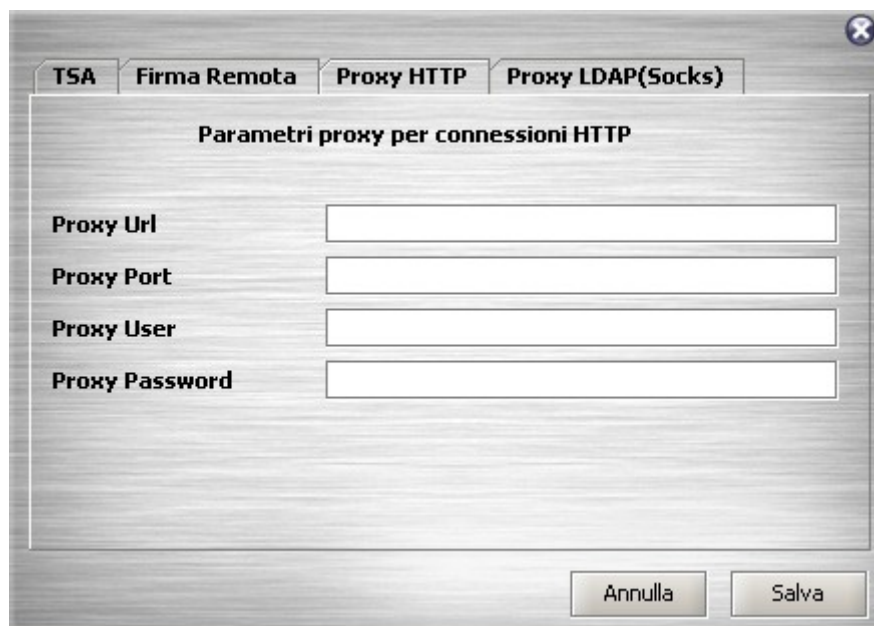 TSA Firma Remota Proxy HTTP Proxy LDAP(Socks)
Parametri proxy per connessioni HTTP
Proxy Url
Proxy Port
Proxy User
Proxy Password
Annulla Salva